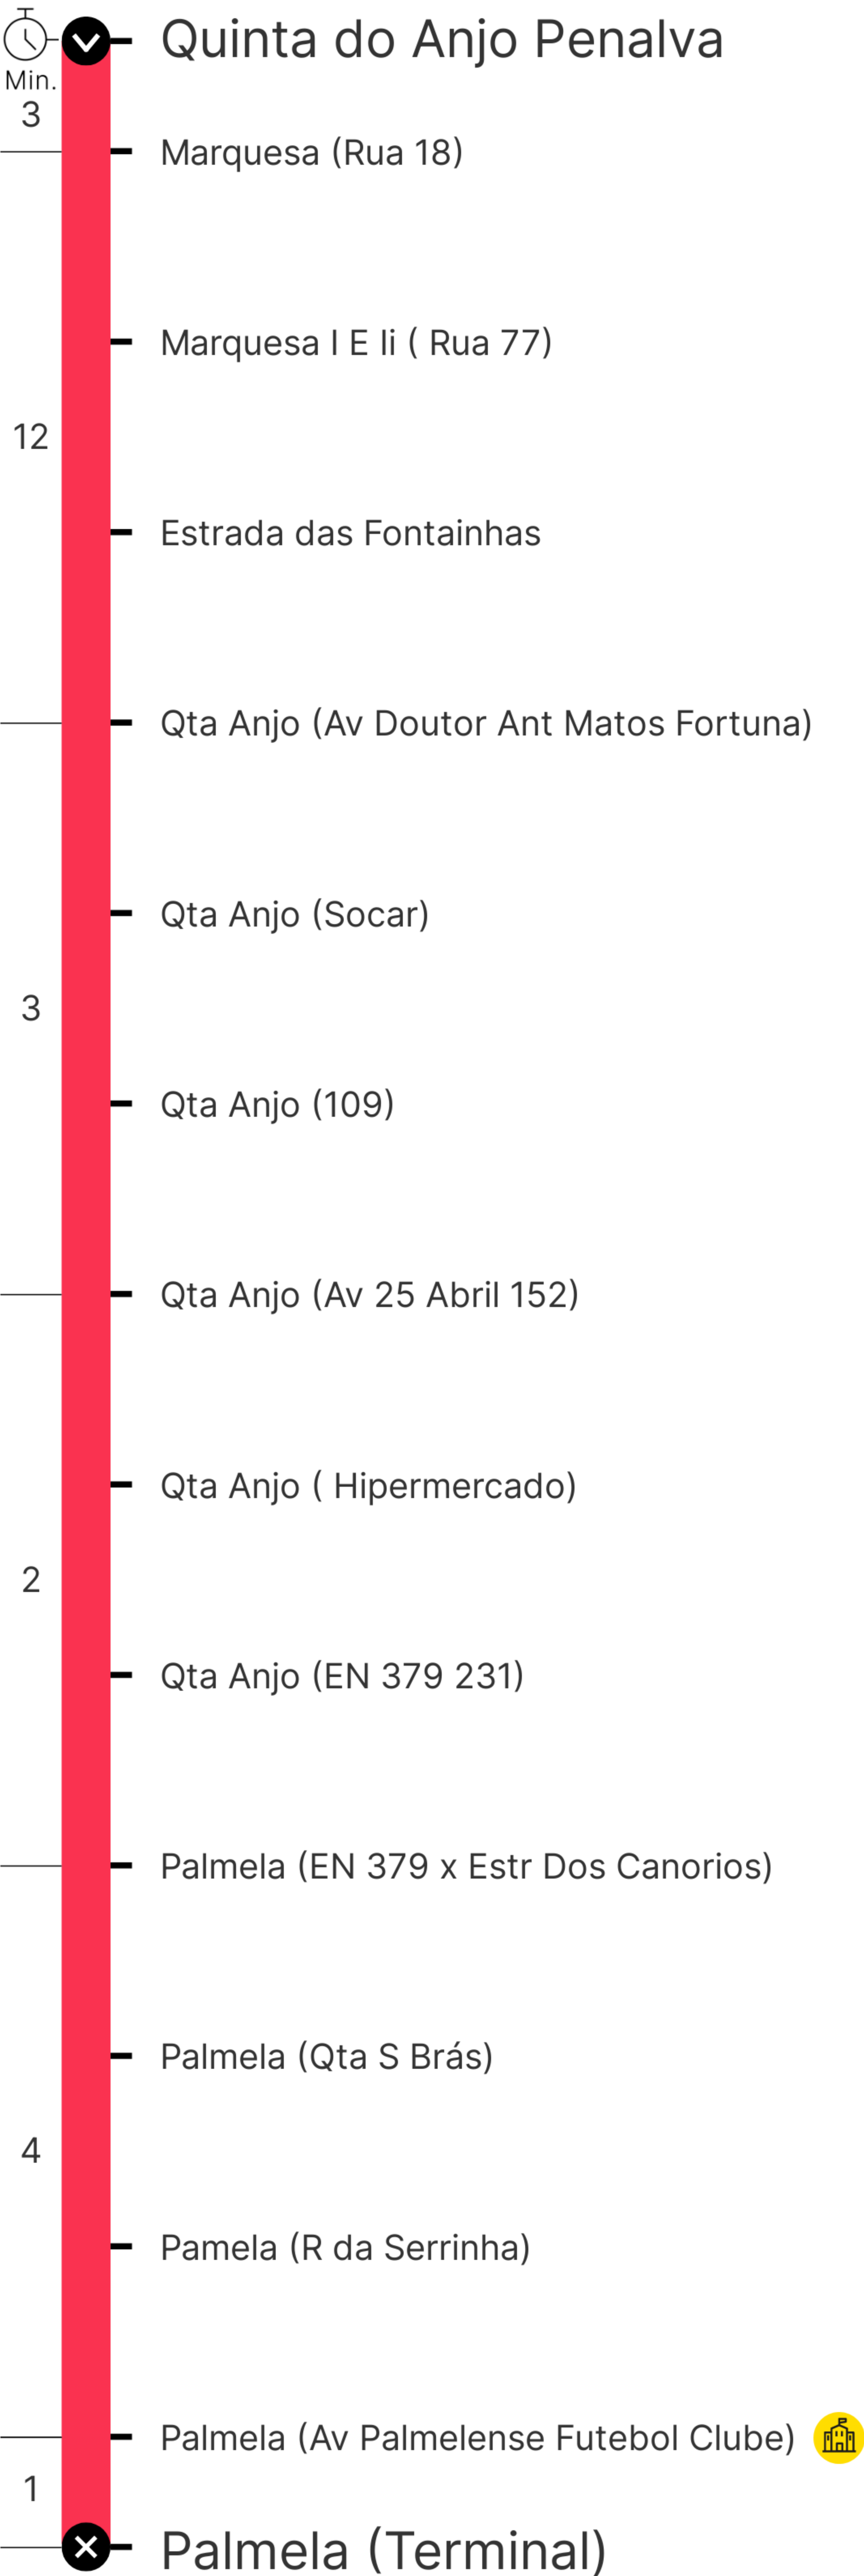 Quinta do Anjo Penalva
Min.
3
Marquesa (Rua 18)
Marquesa I E Ii ( Rua 77)
12
Estrada das Fontainhas
Qta Anjo (Av Doutor Ant Matos Fortuna)
Qta Anjo (Socar)
3
Qta Anjo (109)
Qta Anjo (Av 25 Abril 152)
Qta Anjo ( Hipermercado)
2
Qta Anjo (EN 379 231)
Palmela (EN 379 x Estr Dos Canorios)
Palmela (Qta S Brás)
4
Pamela (R da Serrinha)
Palmela (Av Palmelense Futebol Clube)
1
Palmela (Terminal)